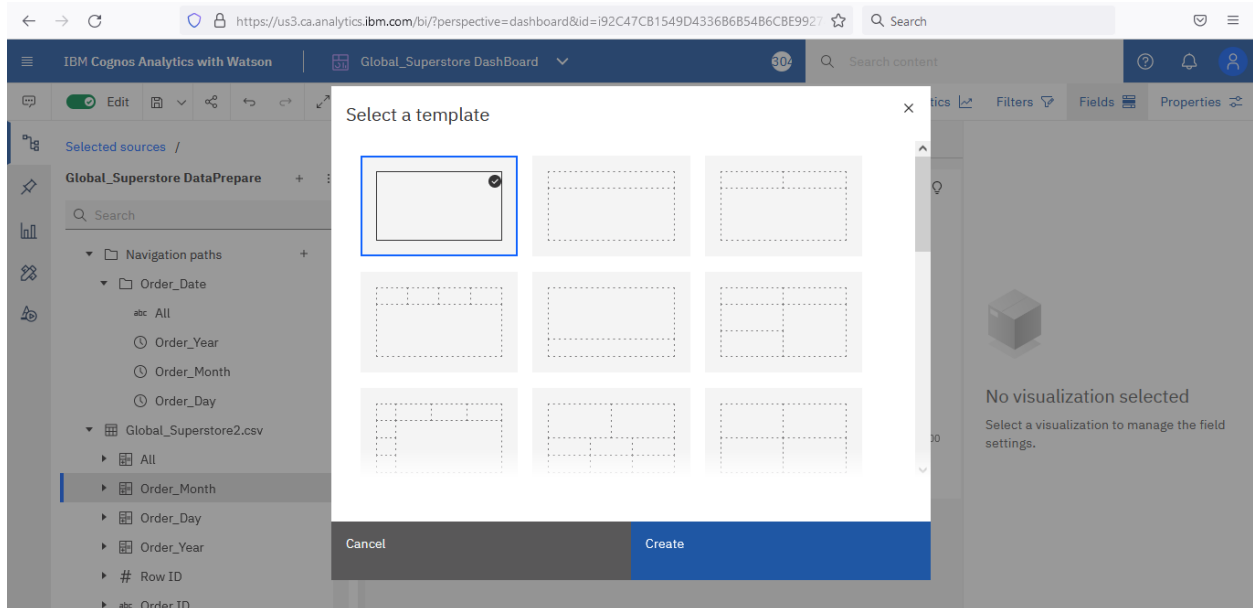 https://us3.ca.analytics.ibm.com/bi/?perspective=dashboard&id=i92C47CB1549D4336B6B54B6CBE9927
Search
IBM Cognos Analytics with Watson
Global_Superstore DashBoard
304
Search content
Edit
tics
Filters
Fields
Properties
Select a template
Selected sources /
Global_Superstore DataPrepare
Search
Navigation paths
Order_Date
abc All
Order_Year
Order_Month
Order_Day
Global_Superstore2.csv
All
Order_Month
Order_Day
Order_Year
# Row ID
abc Order ID
No visualization selected
Select a visualization to manage the field
settings.
Cancel
Create